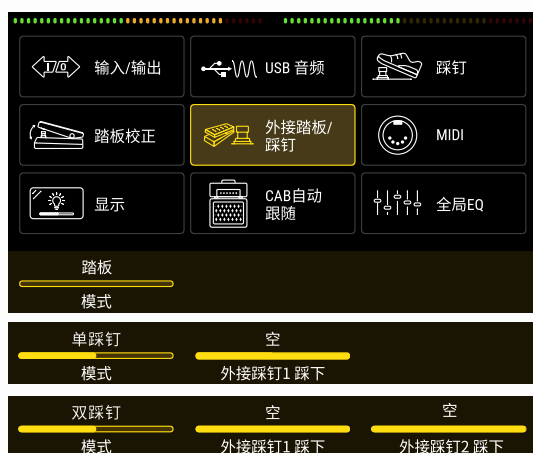 输入/输出
USB 音频
踩钉
踏板校正
外接踏板/
踩钉
MIDI
显示
CAB自动
跟随
全局EQ
踏板
模式
单踩钉
空
模式
外接踩钉1 踩下
双踩钉
空
空
模式
外接踩钉1 踩下
外接踩钉2 踩下